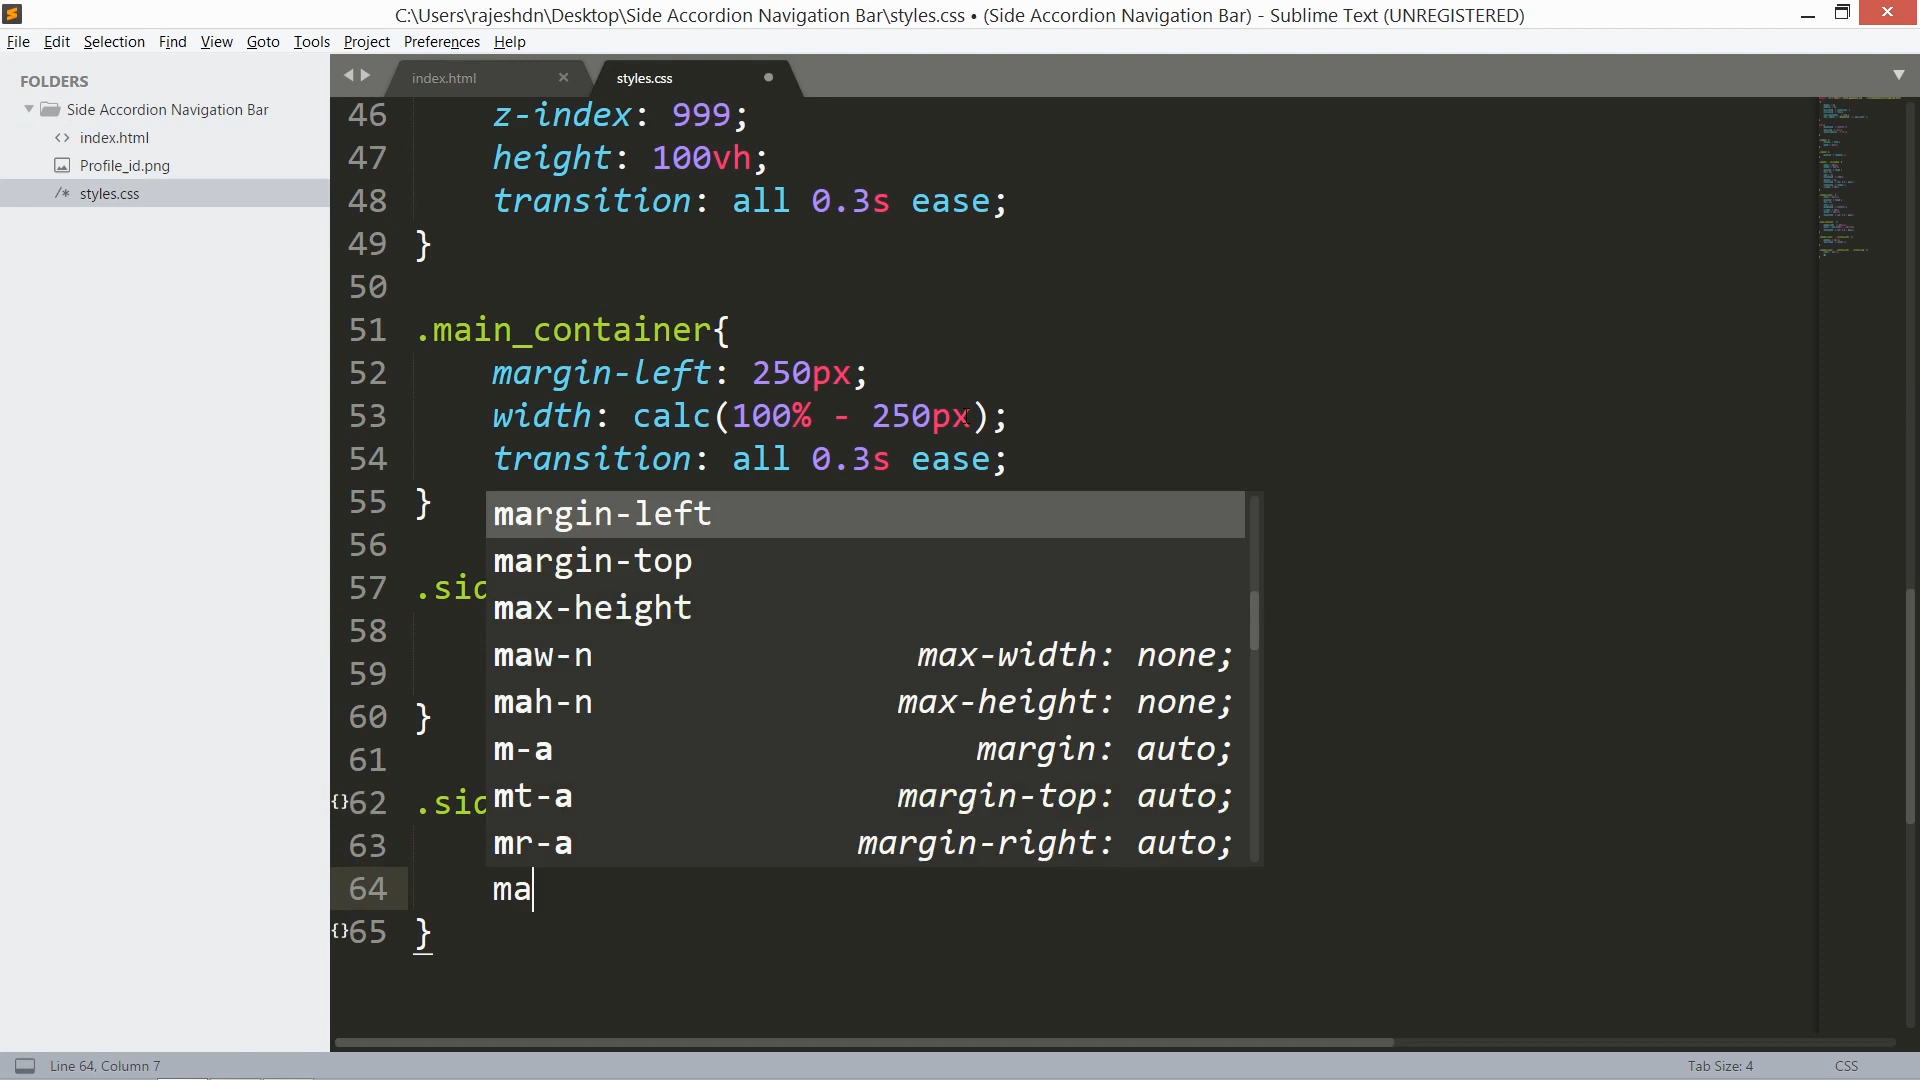 C:\Users\rajeshdn\Desktop\Side Accordion Navigation Bar\styles.css • (Side Accordion Navigation Bar) - Sublime Text (UNREGISTERED)
File Edit Selection Find View Goto Tools Project Preferences Help
FOLDERS
Side Accordion Navigation Bar
<> index.html
Profile_id.png
/* styles.css
index.html
styles.css
46 z-index: 999;
47 height: 100vh;
48 transition: all 0.3s ease;
49 }
50
51 .main_container{
52 margin-left: 250px;
53 width: calc(100% - 250px);
54 transition: all 0.3s ease;
55 }
56
57 .sid
58
59
60 }
61
{}62 .sid
63
64 ma
{}65 }
margin-left
margin-top
max-height
maw-n max-width: none;
mah-n max-height: none;
m-a margin: auto;
mt-a margin-top: auto;
mr-a margin-right: auto;
Line 64, Column 7
Tab Size: 4
CSS